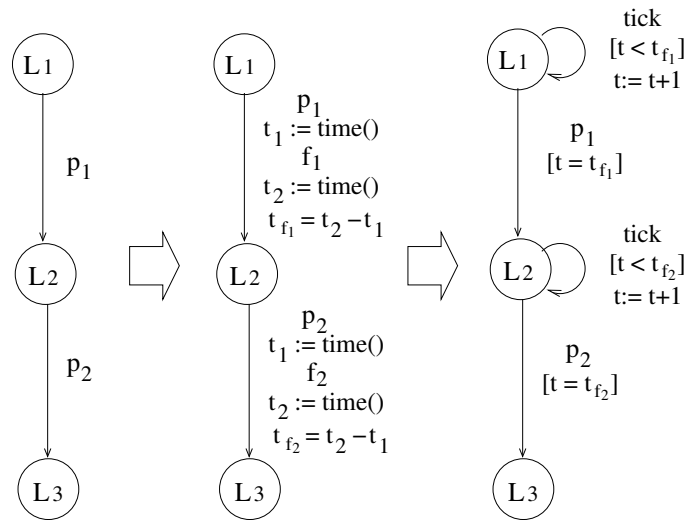 L1
p1
L2
p2
L3
L1
p1
t1 := time()
f1
t2 := time()
tf1 = t2 − t1
L2
p2
t1 := time()
f2
t2 := time()
tf2 = t2 − t1
L3
L1
tick
[t < tf1]
t:= t+1
p1
[t = tf1]
L2
tick
[t < tf2]
t:= t+1
p2
[t = tf2]
L3